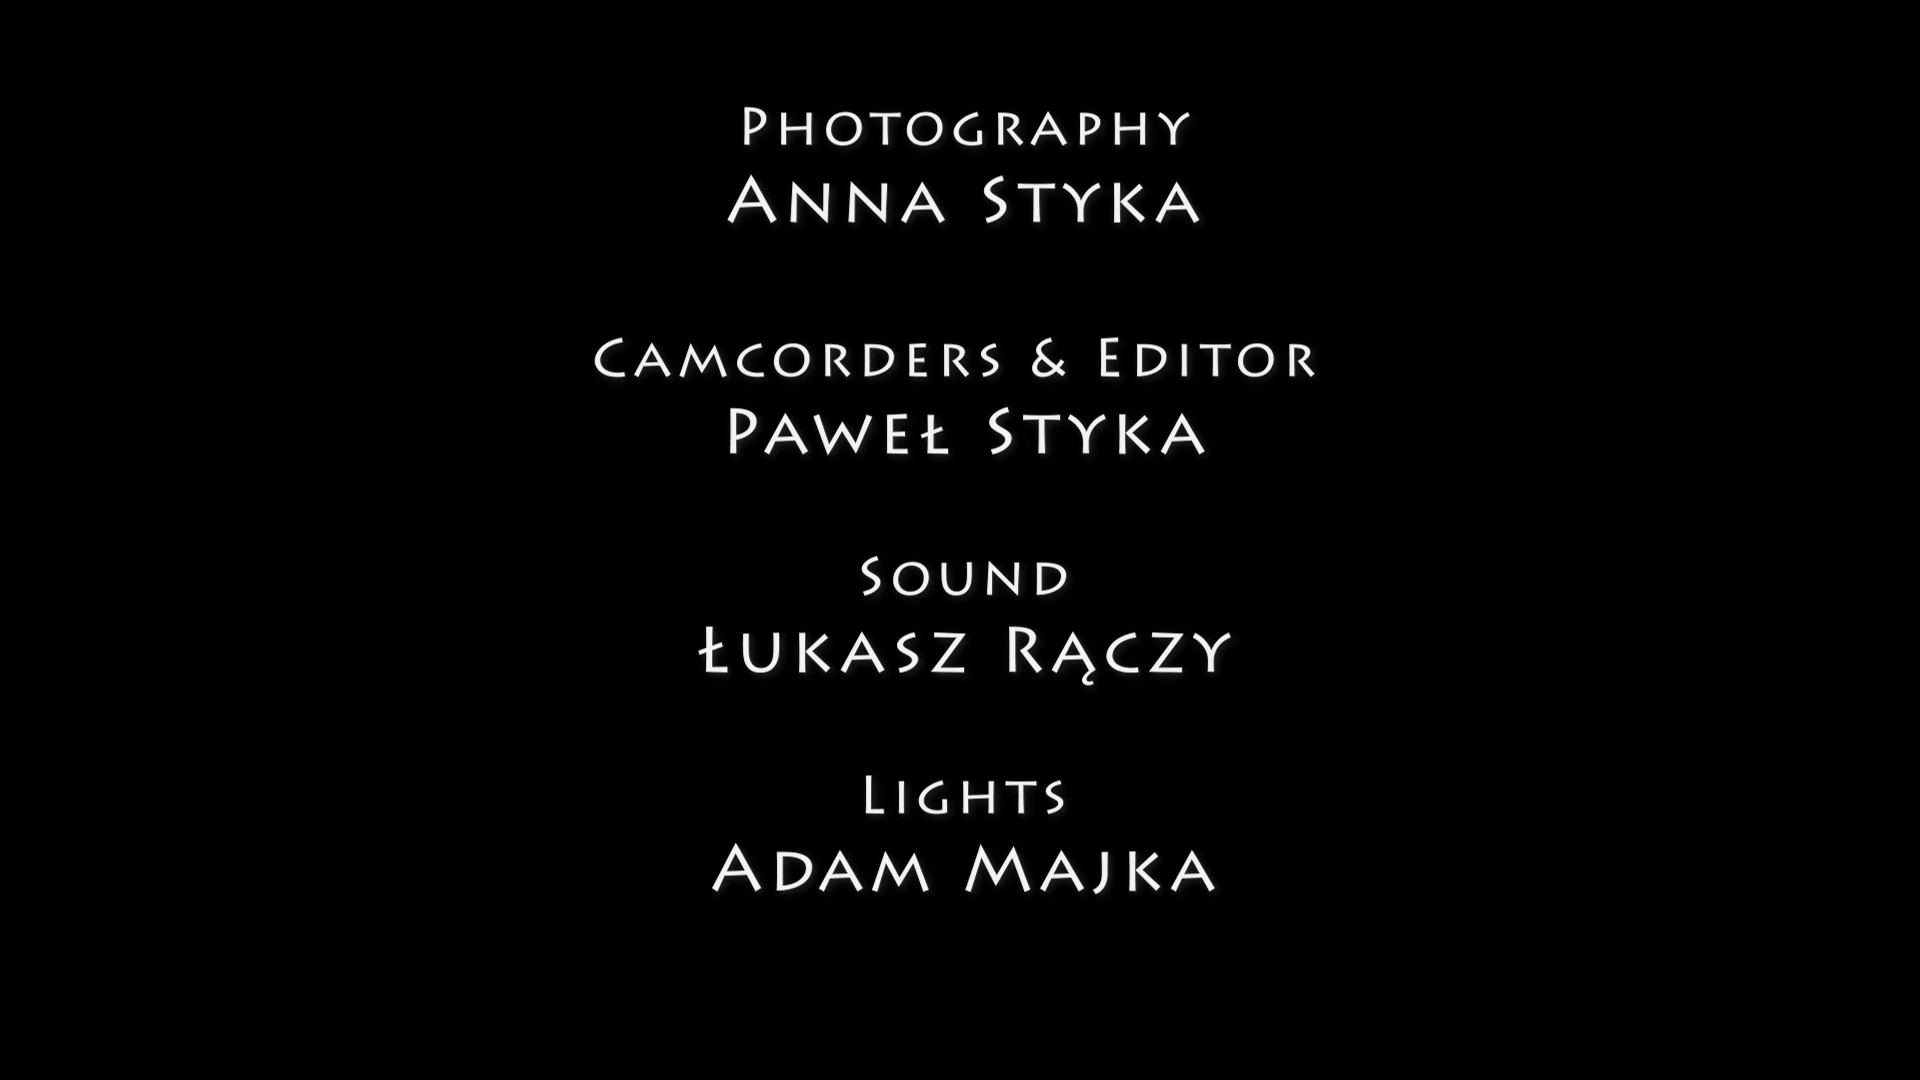 Photography
Anna Styka
Camcorders & Editor
Paweł Styka
Sound
Łukasz Rączy
Lights
Adam Majka